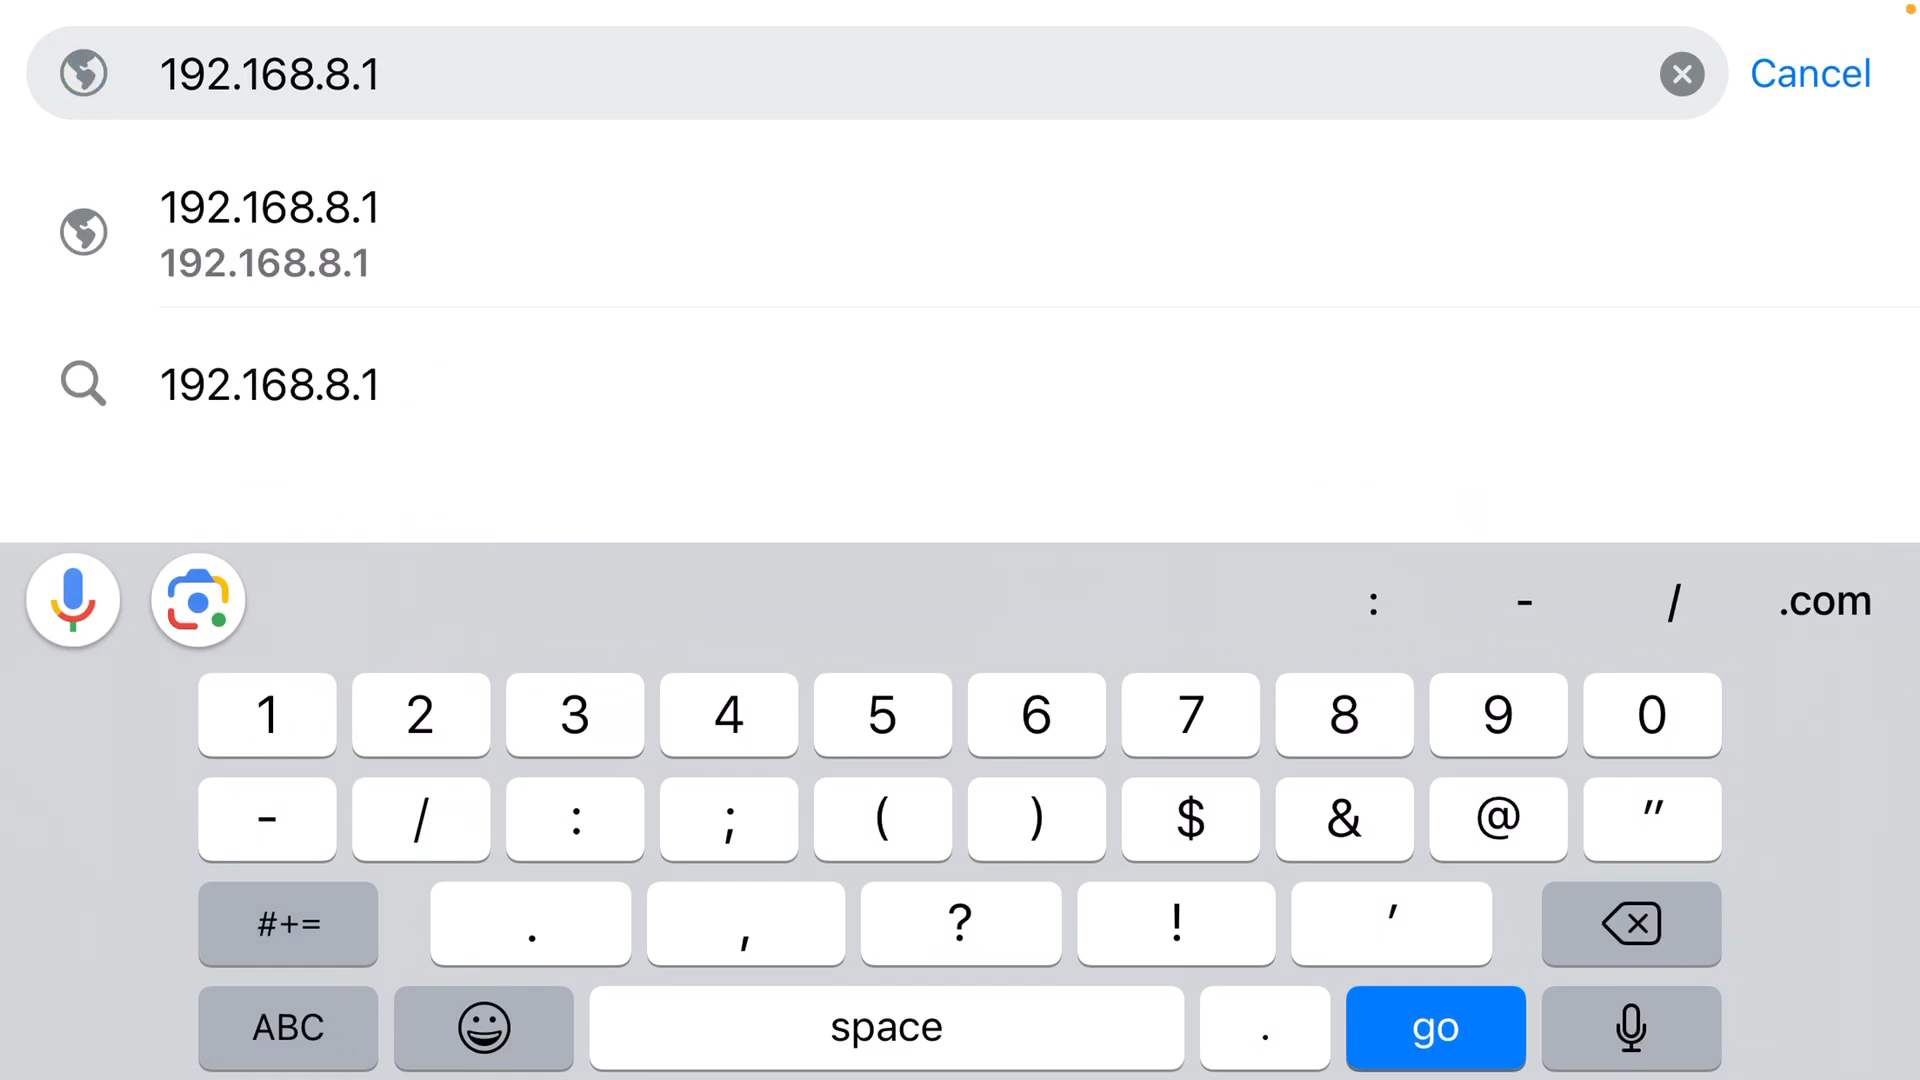 192.168.8.1
Cancel
192.168.8.1
192.168.8.1
192.168.8.1
: - / .com
1 2 3 4 5 6 7 8 9 0
- / : ; ( ) $ & @ "
#+= . , ? ! '
ABC space . go